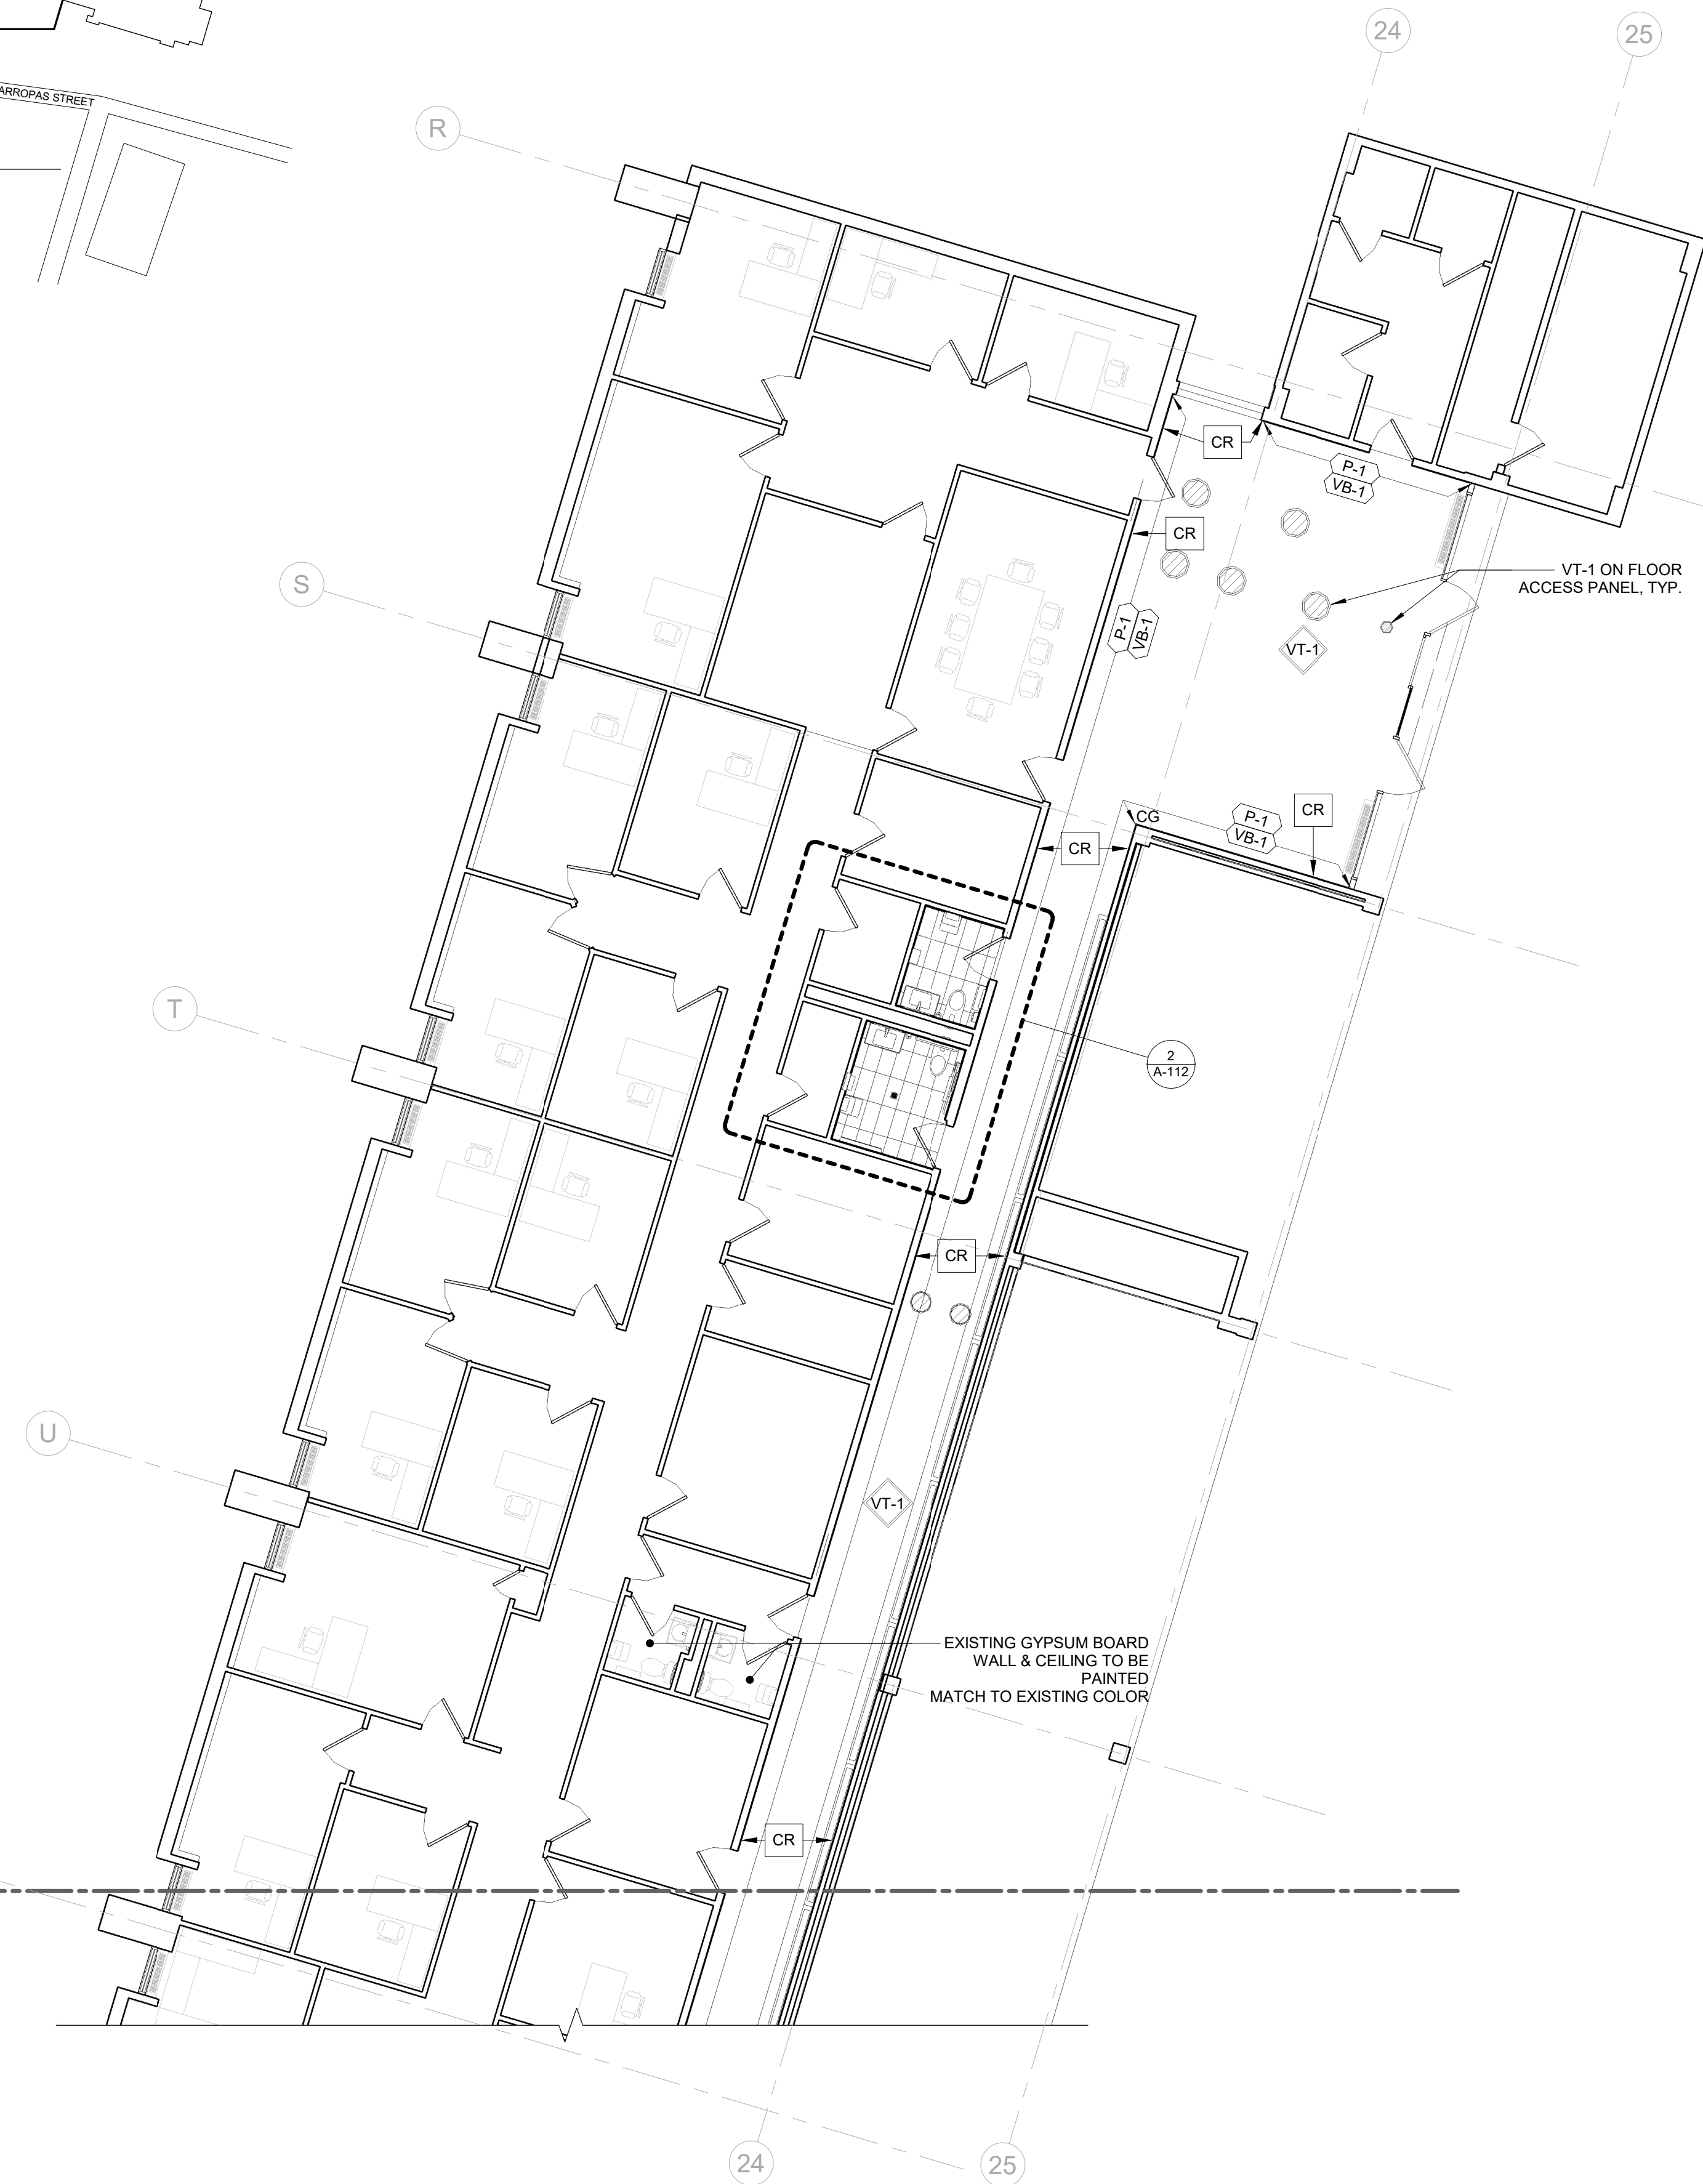 24
25
ARROPAS STREET
R
CR
P-1
VB-1
CR
VT-1 ON FLOOR
ACCESS PANEL, TYP.
S
P-1
VB-1
VT-1
CG
P-1
VB-1
CR
CR
T
2
A-112
CR
U
VT-1
EXISTING GYPSUM BOARD
WALL & CEILING TO BE
PAINTED
MATCH TO EXISTING COLOR
CR
24
25